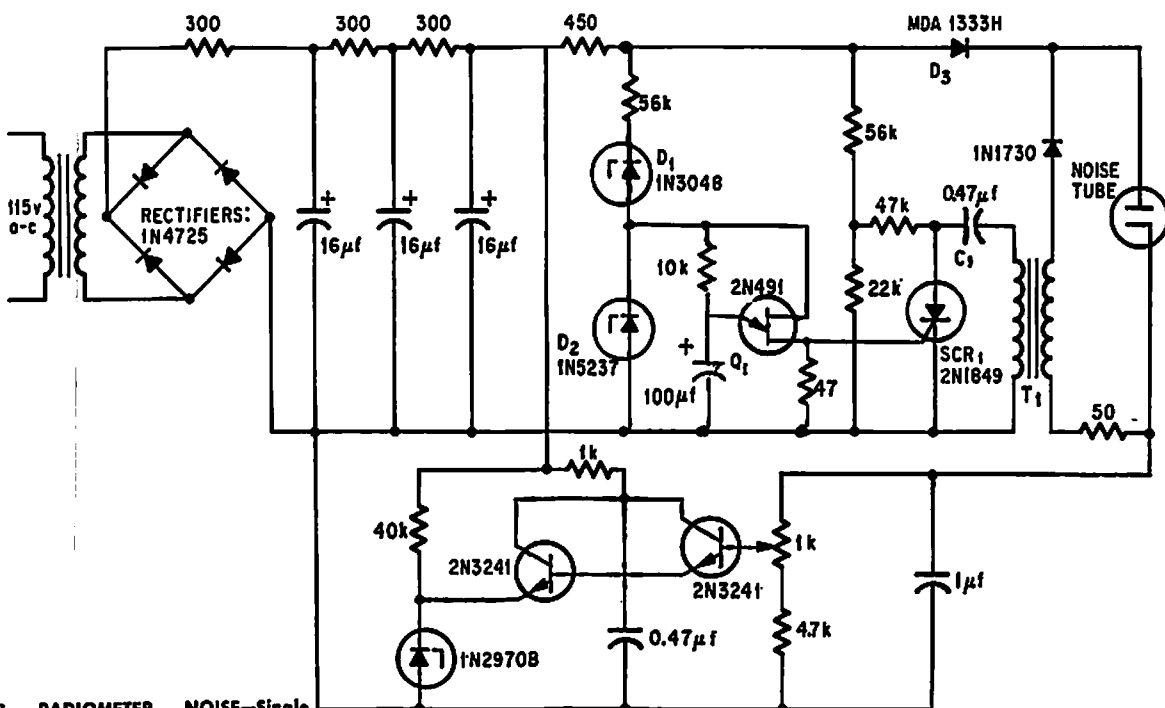 300
300
300
450
MDA 1333H
D3
56k
56k
D1
1N3048
1N1730
NOISE
TUBE
115v
a-c
RECTIFIERS:
1N4725
+
16µf
+
16µf
+
16µf
47k
0.47µf
C1
10k
2N491
22k
D2
1N5237
+
Q1
100µf
47
SCR1
2N1849
T1
50
1k
40k
2N3241
2N3241
1k
1µf
4.7k
0.47µf
1N2970B
RADIOMETER NOISE—Single